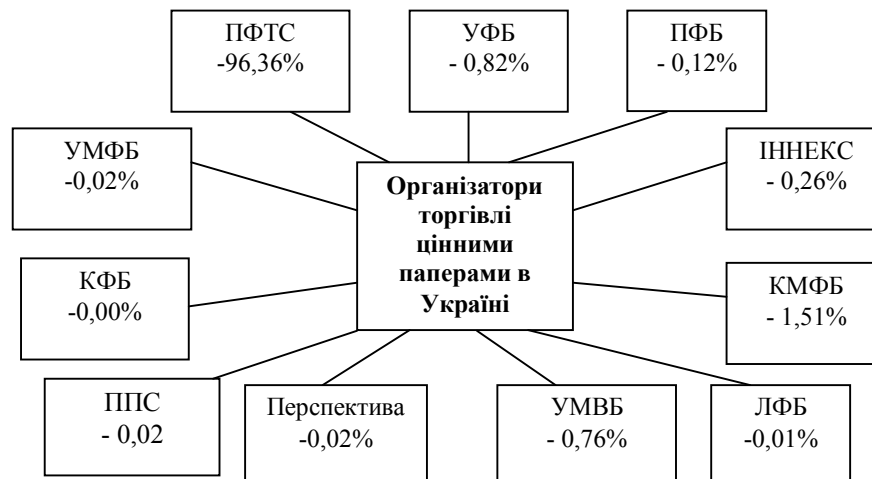 ПФТС
-96,36%
УФБ
- 0,82%
ПФБ
- 0,12%
УМФБ
-0,02%
ІННЕКС
- 0,26%
Організатори
торгівлі
цінними
паперами в
Україні
КФБ
-0,00%
КМФБ
- 1,51%
ППС
- 0,02
Перспектива
-0,02%
УМВБ
- 0,76%
ЛФБ
-0,01%